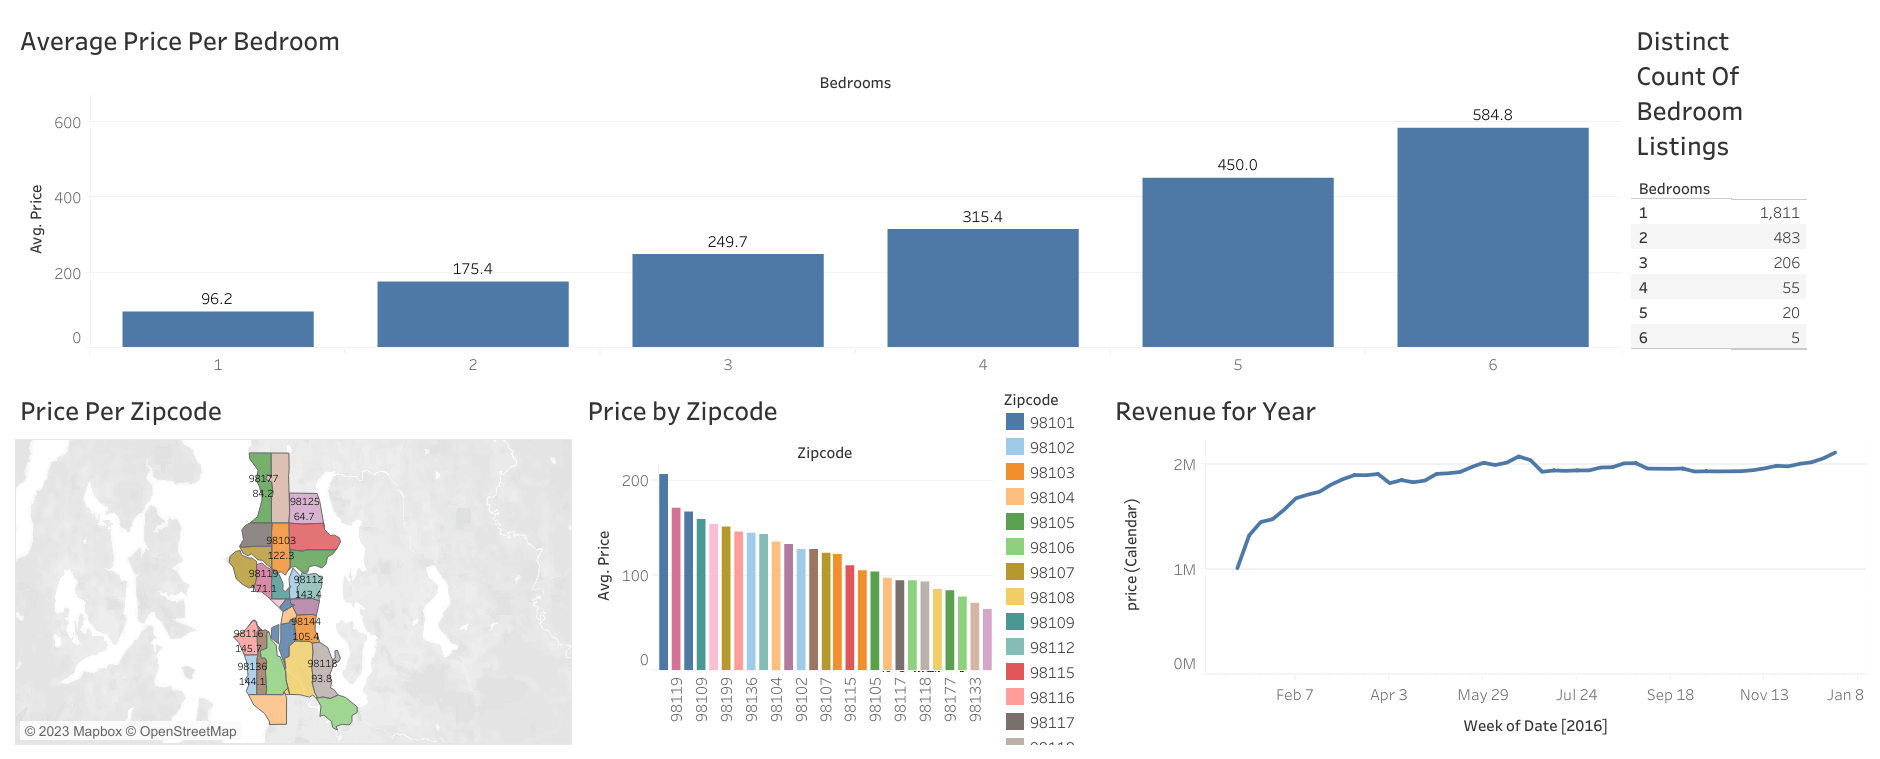 Average Price Per Bedroom
Bedrooms
Avg. Price
600
400
200
0
96.2
175.4
249.7
315.4
450.0
584.8
1
2
3
4
5
6
Distinct
Count Of
Bedroom
Listings
Bedrooms
1 1,811
2 483
3 206
4 55
5 20
6 5
Price Per Zipcode
98177
84.2
98125
64.7
98103
122.3
98119
171.1
98112
143.4
98144
105.4
98116
145.7
98136
144.1
98118
93.8
© 2023 Mapbox © OpenStreetMap
Price by Zipcode
Zipcode
Avg. Price
200
100
0
98119
98109
98199
98136
98104
98102
98107
98115
98105
98117
98118
98177
98133
Zipcode
98101
98102
98103
98104
98105
98106
98107
98108
98109
98112
98115
98116
98117
Revenue for Year
price (Calendar)
2M
1M
0M
Feb 7
Apr 3
May 29
Jul 24
Sep 18
Nov 13
Jan 8
Week of Date [2016]